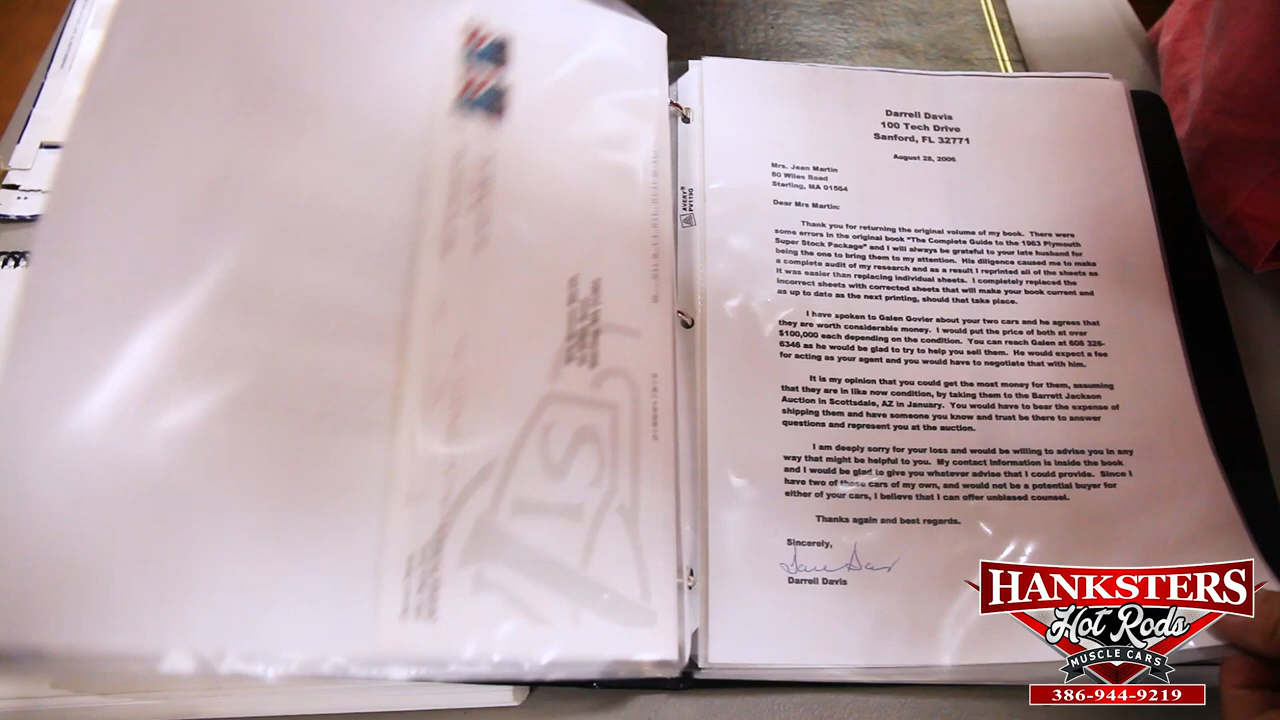 Darrell Davis
100 Tech Drive
Sanford, FL 32771
August 28, 2006
Mrs. Jean Martin
80 Wiles Road
Sterling, MA 01564
Dear Mrs Martin:
Thank you for returning the original volume of my book. There were
some errors in the original book "The Complete Guide to the 1963 Plymouth
Super Stock Package" and I will always be grateful to your late husband for
being the one to bring them to my attention. His diligence caused me to make
a complete audit of my research and as a result I reprinted all of the sheets as
it was easier than replacing individual sheets. I completely replaced the
incorrect sheets with corrected sheets that will make your book current and
as up to date as the next printing, should that take place.
I have spoken to Galen Govier about your two cars and he agrees that
they are worth considerable money. I would put the price of both at over
$100,000 each depending on the condition. You can reach Galen at 608 326-
6346 as he would be glad to try to help you sell them. He would expect a fee
for acting as your agent and you would have to negotiate that with him.
It is my opinion that you could get the most money for them, assuming
that they are in like now condition, by taking them to the Barrett Jackson
Auction in Scottsdale, AZ in January. You would have to bear the expense of
shipping them and have someone you know and trust be there to answer
questions and represent you at the auction.
I am deeply sorry for your loss and would be willing to advise you in any
way that might be helpful to you. My contact information is inside the book
and I would be glad to give you whatever advise that I could provide. Since I
have two of these cars of my own, and would not be a potential buyer for
either of your cars, I believe that I can offer unbiased counsel.
Thanks again and best regards.
Sincerely,
Darrell Davis
AVERY®
PV119G
HANKSTERS
Hot Rods
MUSCLE CARS
386-944-9219